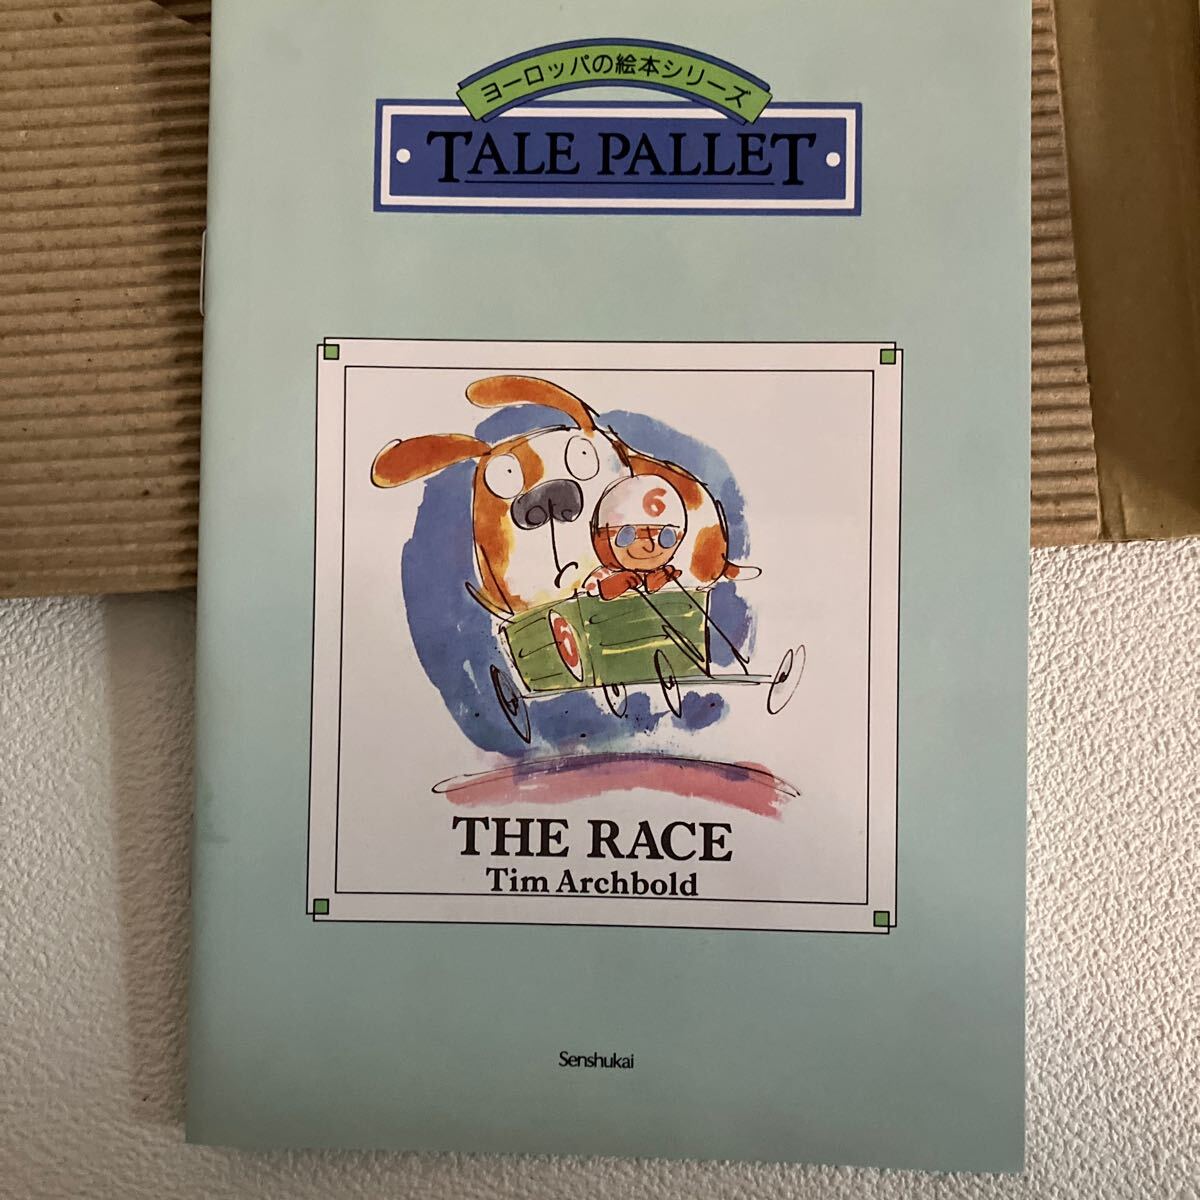 ヨーロッパの絵本シリーズ
TALE PALLET
6
6
THE RACE
Tim Archbold
Senshukai